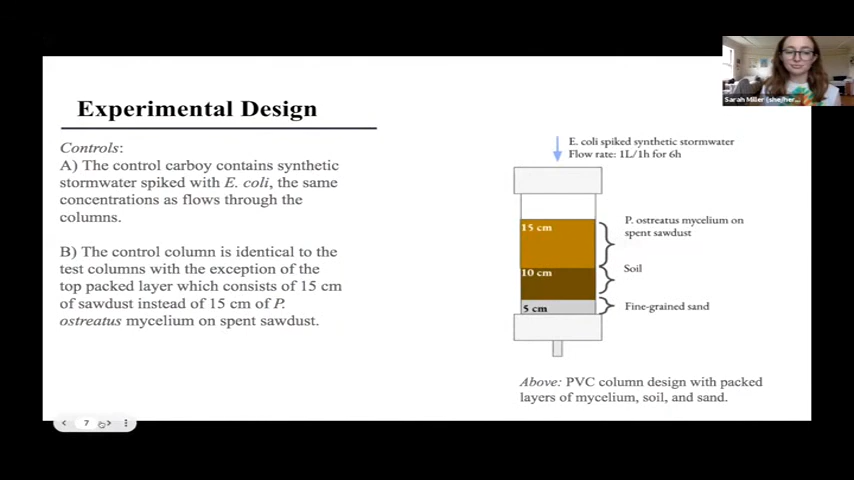 Experimental Design
Controls:
A) The control carboy contains synthetic
stormwater spiked with E. coli, the same
concentrations as flows through the
columns.
B) The control column is identical to the
test columns with the exception of the
top packed layer which consists of 15 cm
of sawdust instead of 15 cm of P.
ostreatus mycelium on spent sawdust.
E. coli spiked synthetic stormwater
Flow rate: 1L/1h for 6h
15 cm
P. ostreatus mycelium on
spent sawdust
10 cm
Soil
5 cm
Fine-grained sand
Above: PVC column design with packed
layers of mycelium, soil, and sand.
Sarah Miller (she/her...
7